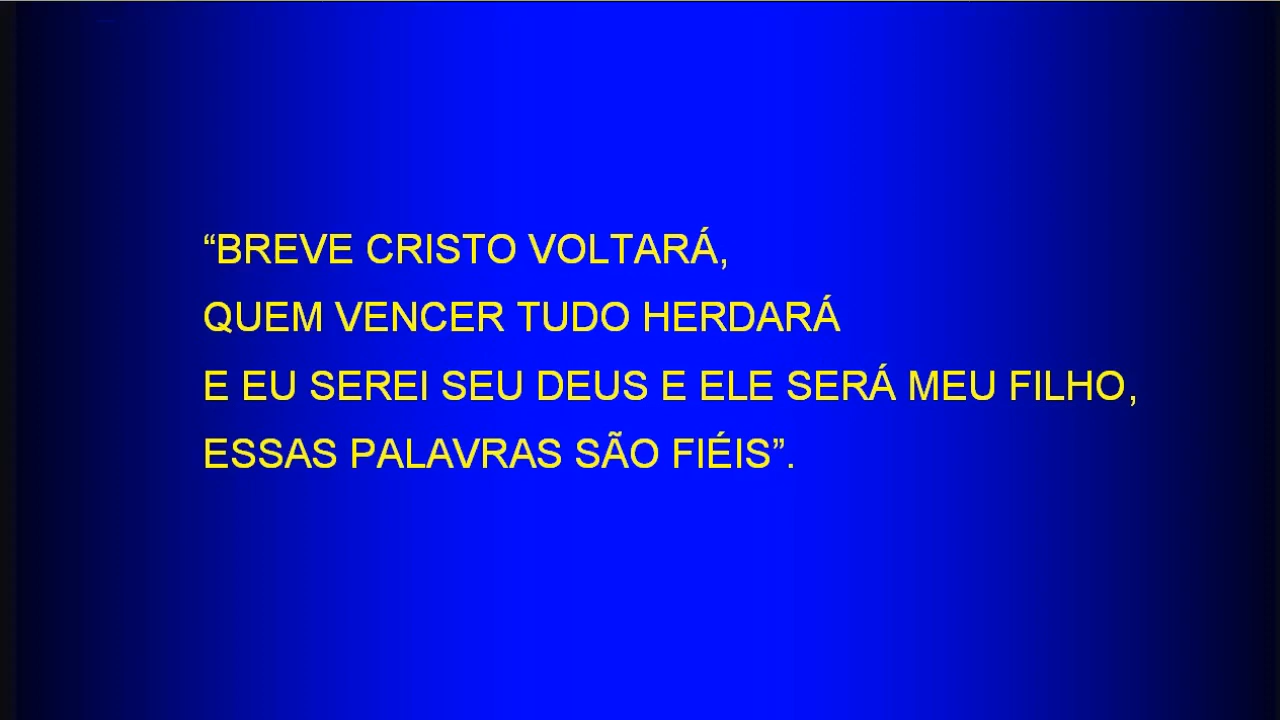 “BREVE CRISTO VOLTARÁ,
QUEM VENCER TUDO HERDARÁ
E EU SEREI SEU DEUS E ELE SERÁ MEU FILHO,
ESSAS PALAVRAS SÃO FIÉIS”.